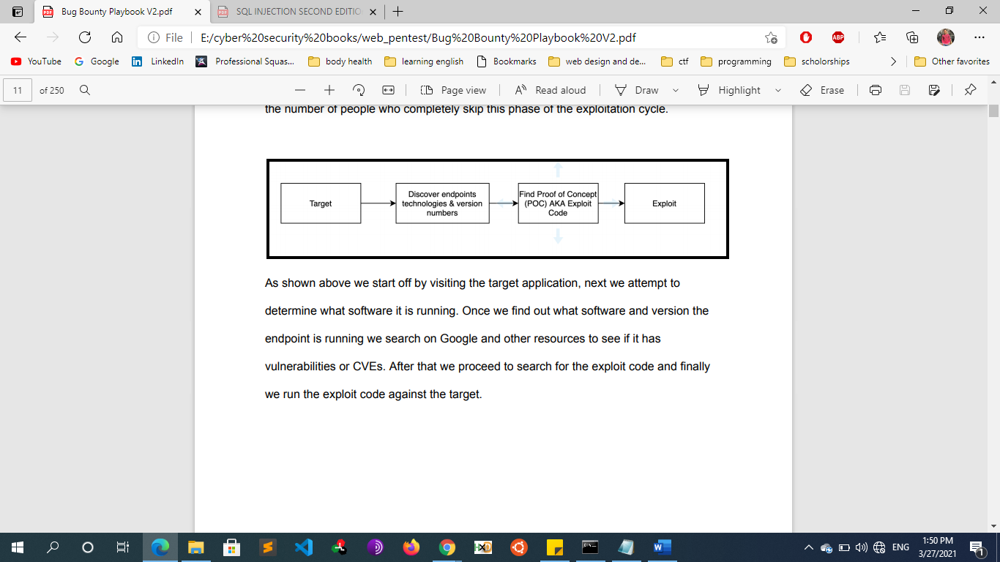 Bug Bounty Playbook V2.pdf
SQL INJECTION SECOND EDITIO
File
E:/cyber%20security%20books/web_pentest/Bug%20Bounty%20Playbook%20V2.pdf
ABP
YouTube
Google
LinkedIn
Professional Squas...
body health
learning english
Bookmarks
web design and de...
ctf
programming
scholorships
Other favorites
11 of 250
Page view
Read aloud
Draw
Highlight
Erase
the number of people who completely skip this phase of the exploitation cycle.
Target
Discover endpoints
technologies & version
numbers
Find Proof of Concept
(POC) AKA Exploit
Code
Exploit
As shown above we start off by visiting the target application, next we attempt to
determine what software it is running. Once we find out what software and version the
endpoint is running we search on Google and other resources to see if it has
vulnerabilities or CVEs. After that we proceed to search for the exploit code and finally
we run the exploit code against the target.
ENG
1:50 PM
3/27/2021
1